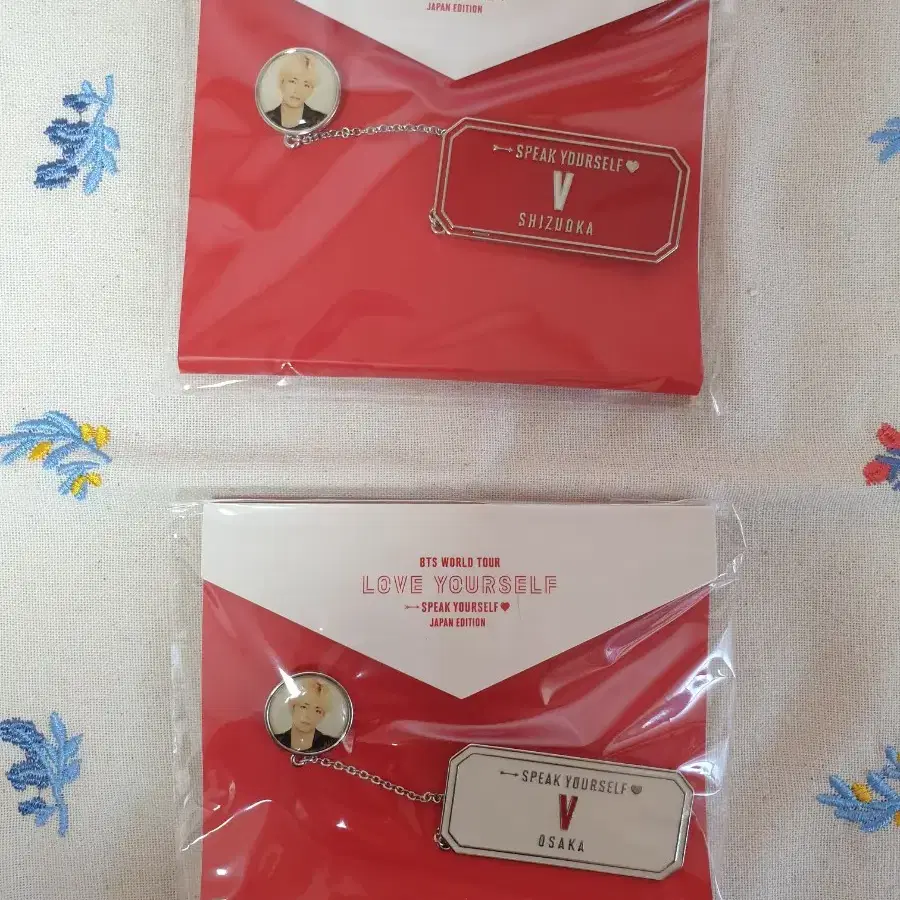 JAPAN EDITION
SPEAK YOURSELF
V
SHIZUOKA
BTS WORLD TOUR
LOVE YOURSELF
SPEAK YOURSELF
JAPAN EDITION
SPEAK YOURSELF
V
OSAKA